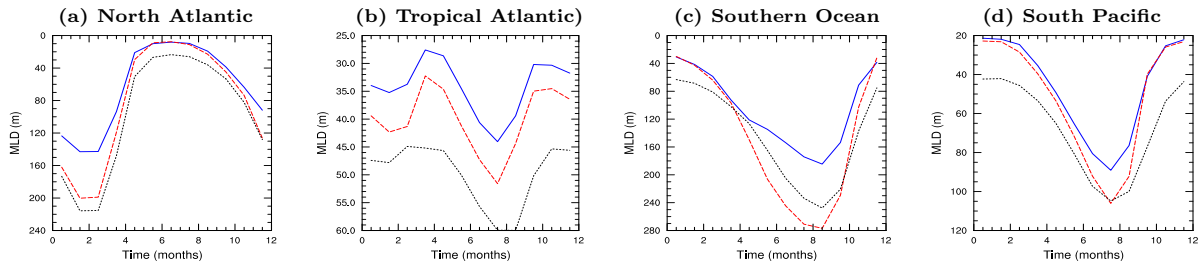 (a) North Atlantic
(b) Tropical Atlantic)
(c) Southern Ocean
(d) South Pacific
0
40
80
120
160
200
240
MLD (m)
0 2 4 6 8 10 12
Time (months)
25.0
30.0
35.0
40.0
45.0
50.0
55.0
60.0
MLD (m)
0 2 4 6 8 10 12
Time (months)
0
40
80
120
160
200
240
280
MLD (m)
0 2 4 6 8 10 12
Time (months)
20
40
60
80
100
120
MLD (m)
0 2 4 6 8 10 12
Time (months)